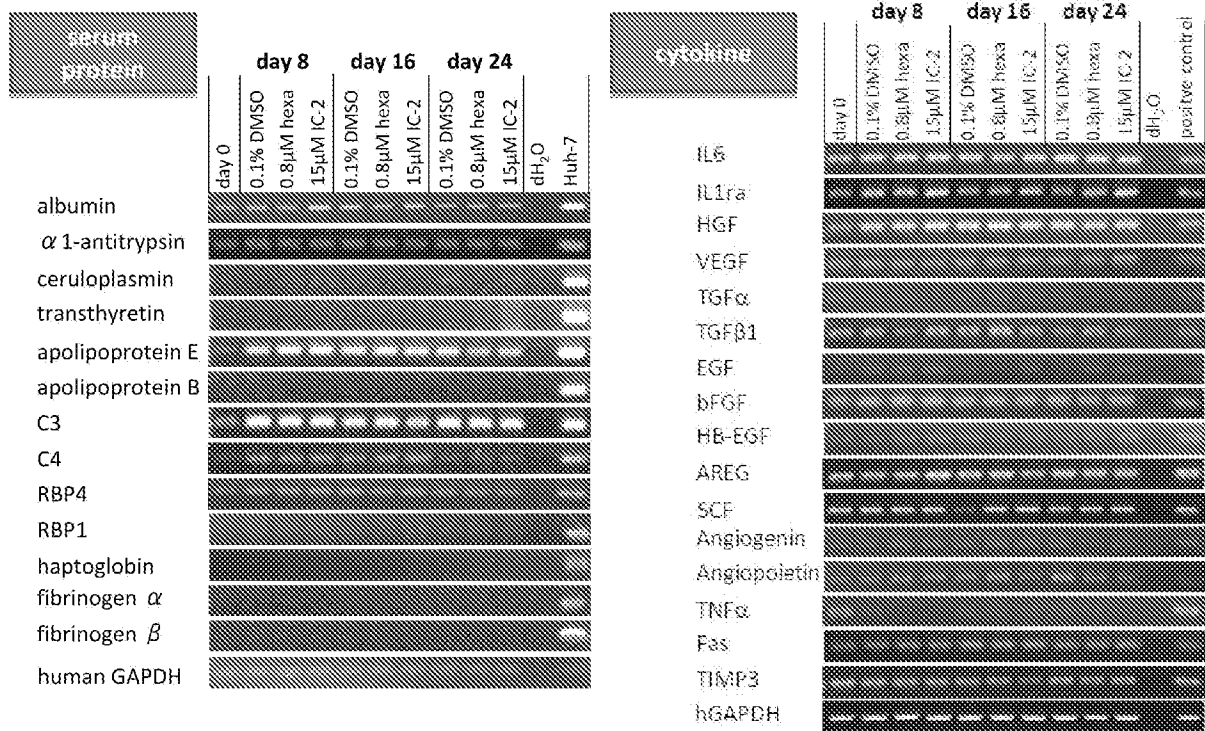 serum
protein
day 8
day 16
day 24
day 0
0.1% DMSO
0.8μM hexa
15μM IC-2
0.1% DMSO
0.8μM hexa
15μM IC-2
0.1% DMSO
0.8μM hexa
15μM IC-2
dH₂O
Huh-7
albumin
α1-antitrypsin
ceruloplasmin
transthyretin
apolipoprotein E
apolipoprotein B
C3
C4
RBP4
RBP1
haptoglobin
fibrinogen α
fibrinogen β
human GAPDH
cytokine
day 8
day 16
day 24
day 0
0.1% DMSO
0.8μM hexa
15μM IC-2
0.1% DMSO
0.8μM hexa
15μM IC-2
0.1% DMSO
0.8μM hexa
15μM IC-2
dH₂O
positve control
IL6
IL1ra
HGF
VEGF
TGFα
TGFβ1
EGF
bFGF
HB-EGF
AREG
SCF
Angiogenin
Angiopoietin
TNFα
Fas
TIMP3
hGAPDH